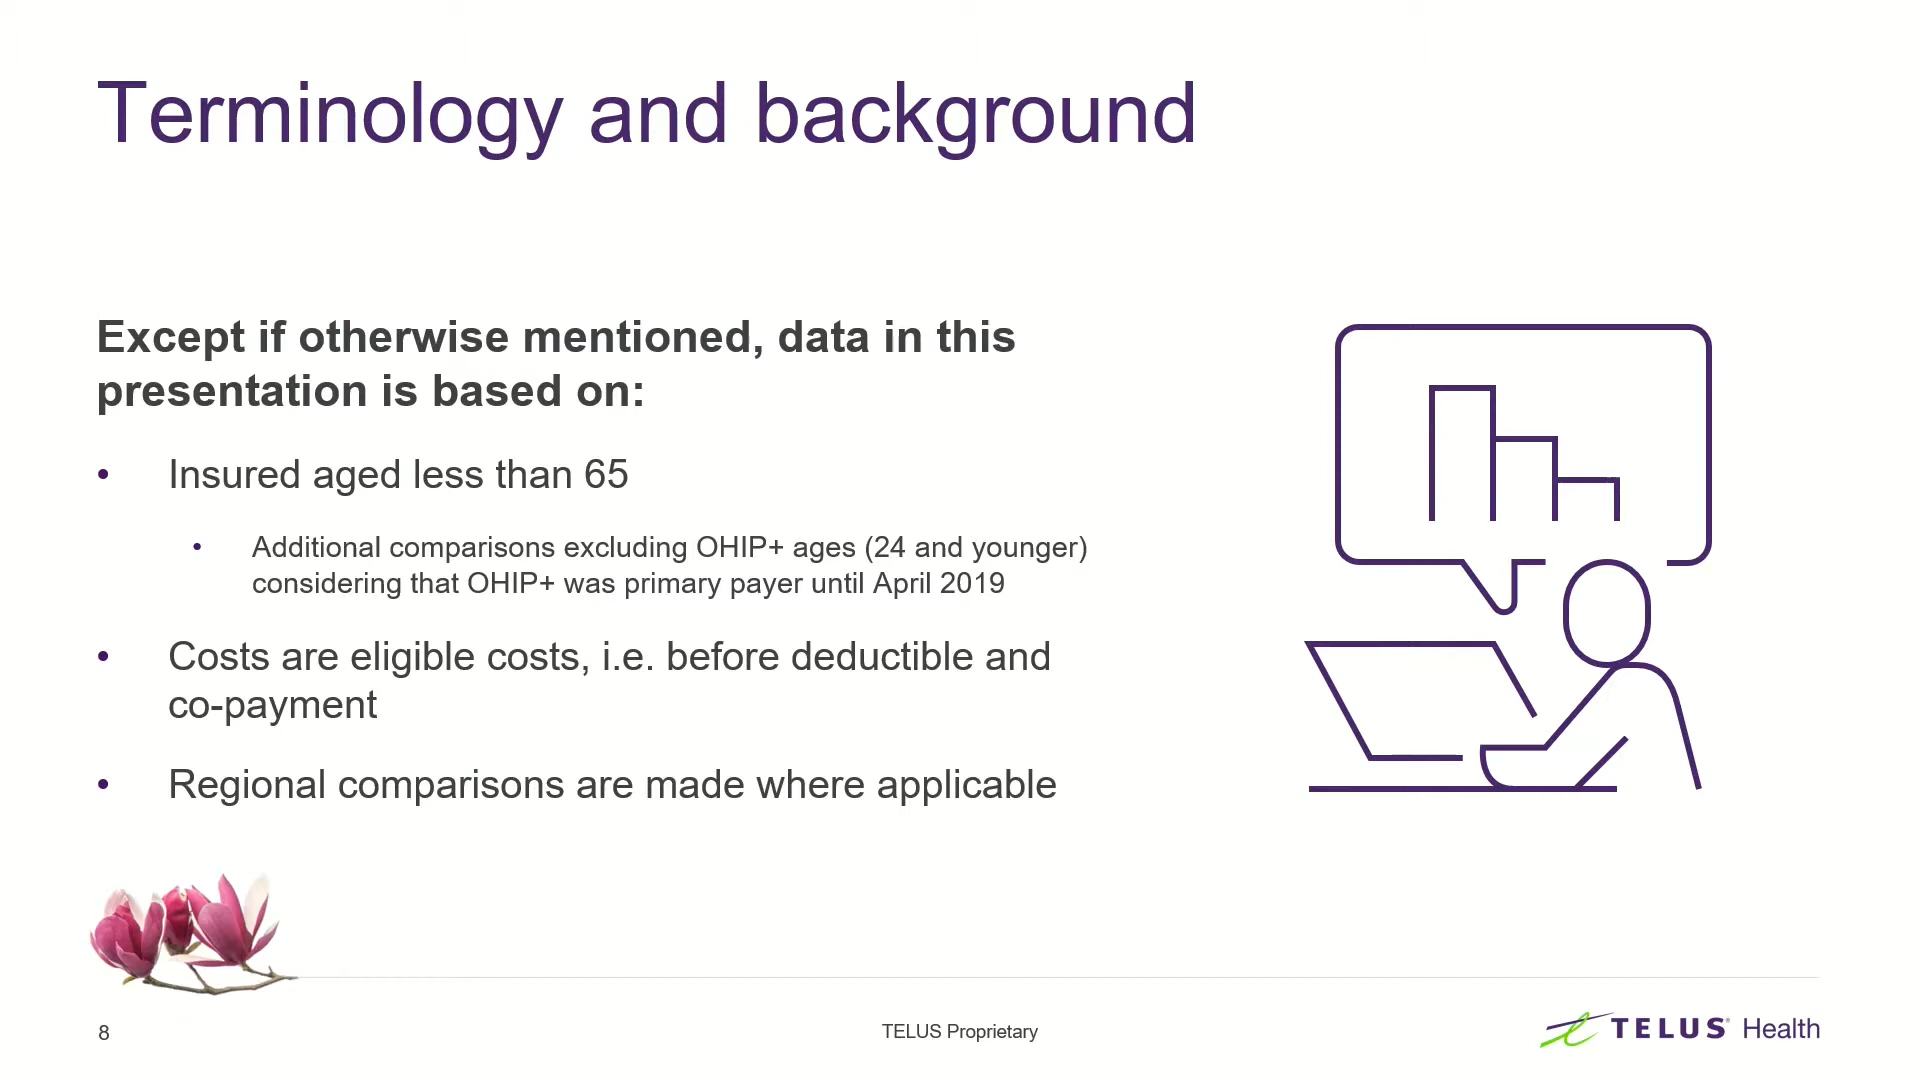 Terminology and background
Except if otherwise mentioned, data in this
presentation is based on:
• Insured aged less than 65
• Additional comparisons excluding OHIP+ ages (24 and younger)
considering that OHIP+ was primary payer until April 2019
• Costs are eligible costs, i.e. before deductible and
co-payment
• Regional comparisons are made where applicable
8
TELUS Proprietary
TELUS® Health